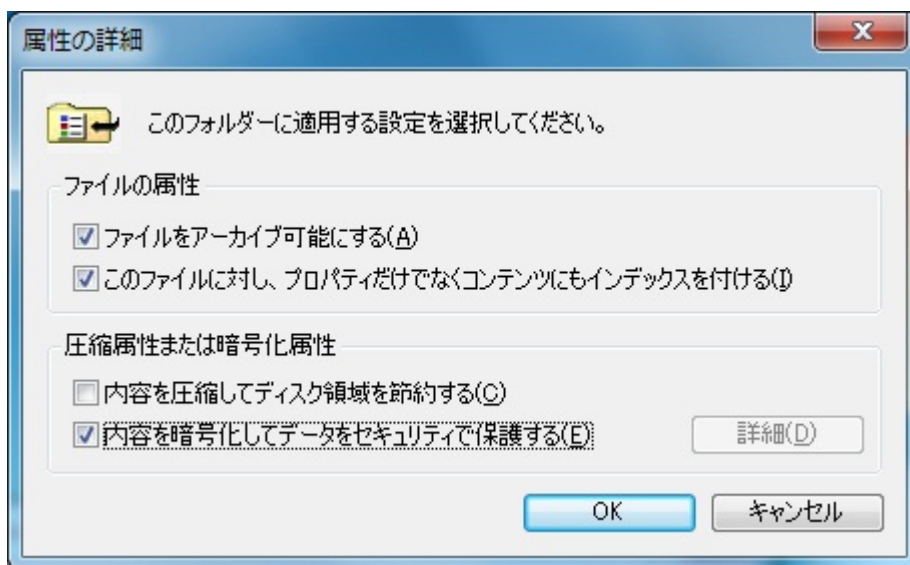 属性の詳細
このフォルダーに適用する設定を選択してください。
ファイルの属性
ファイルをアーカイブ可能にする(A)
このファイルに対し、プロパティだけでなくコンテンツにもインデックスを付ける(I)
圧縮属性または暗号化属性
内容を圧縮してディスク領域を節約する(C)
内容を暗号化してデータをセキュリティで保護する(E)
詳細(D)
OK
キャンセル